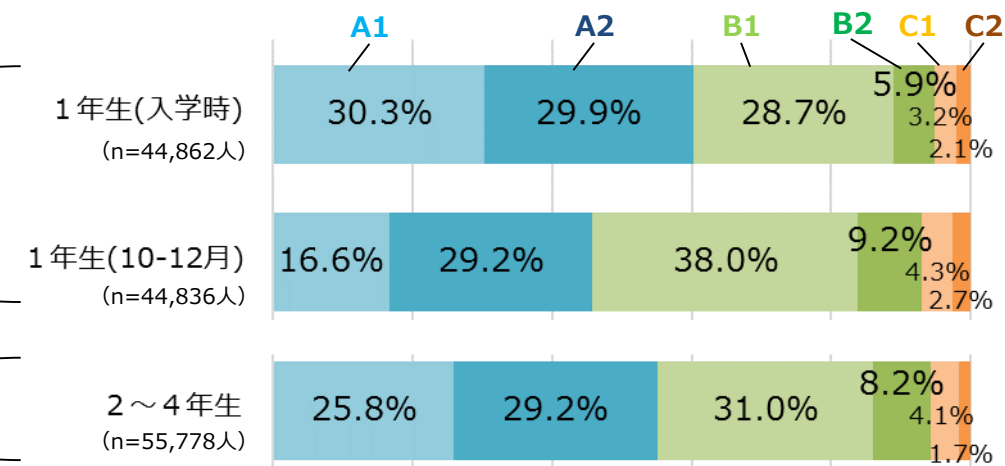 A1 A2 B1 B2 C1 C2
1年生(入学時)
(n=44,862人)
30.3% 29.9% 28.7% 5.9% 3.2% 2.1%
1年生(10-12月)
(n=44,836人)
16.6% 29.2% 38.0% 9.2% 4.3% 2.7%
2～4年生
(n=55,778人)
25.8% 29.2% 31.0% 8.2% 4.1% 1.7%